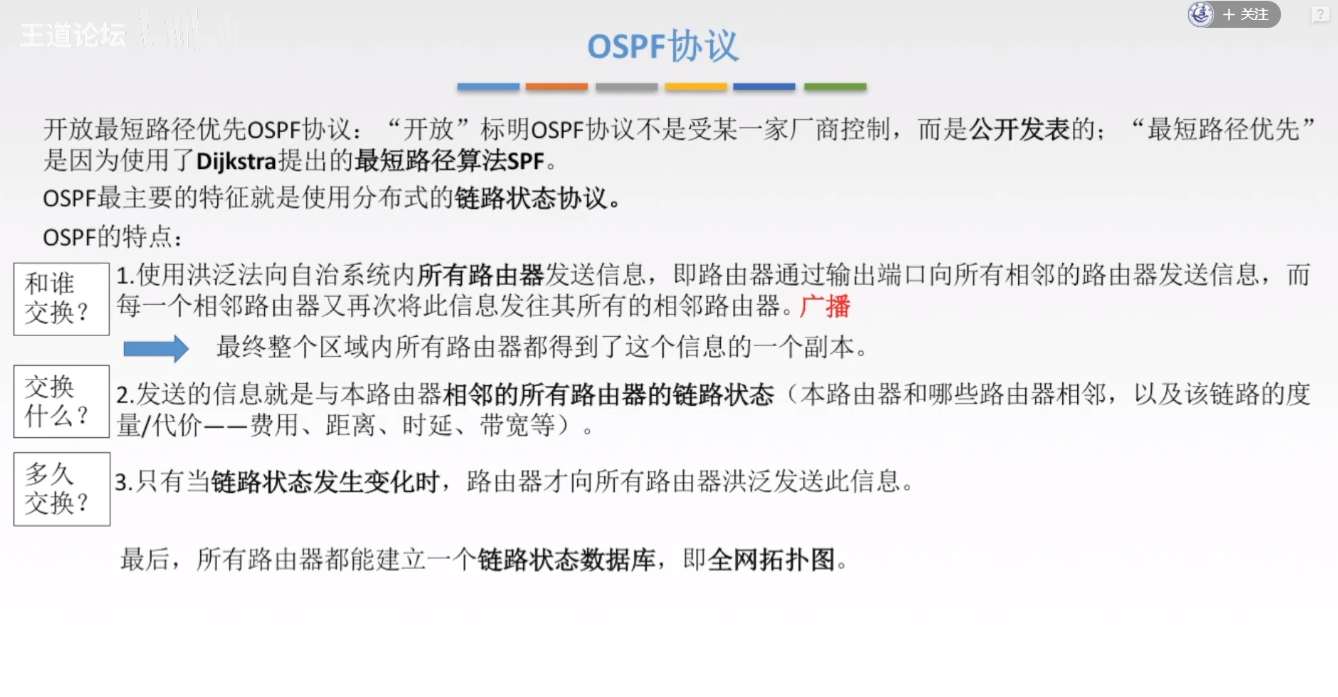 王道论坛
+ 关注
?
OSPF协议
开放最短路径优先OSPF协议：“开放”标明OSPF协议不是受某一家厂商控制，而是公开发表的；“最短路径优先”
是因为使用了Dijkstra提出的最短路径算法SPF。
OSPF最主要的特征就是使用分布式的链路状态协议。
OSPF的特点：
和谁
交换？
1.使用洪泛法向自治系统内所有路由器发送信息，即路由器通过输出端口向所有相邻的路由器发送信息，而
每一个相邻路由器又再次将此信息发往其所有的相邻路由器。广播
最终整个区域内所有路由器都得到了这个信息的一个副本。
交换
什么？
2.发送的信息就是与本路由器相邻的所有路由器的链路状态（本路由器和哪些路由器相邻，以及该链路的度
量/代价——费用、距离、时延、带宽等）。
多久
交换？
3.只有当链路状态发生变化时，路由器才向所有路由器洪泛发送此信息。
最后，所有路由器都能建立一个链路状态数据库，即全网拓扑图。